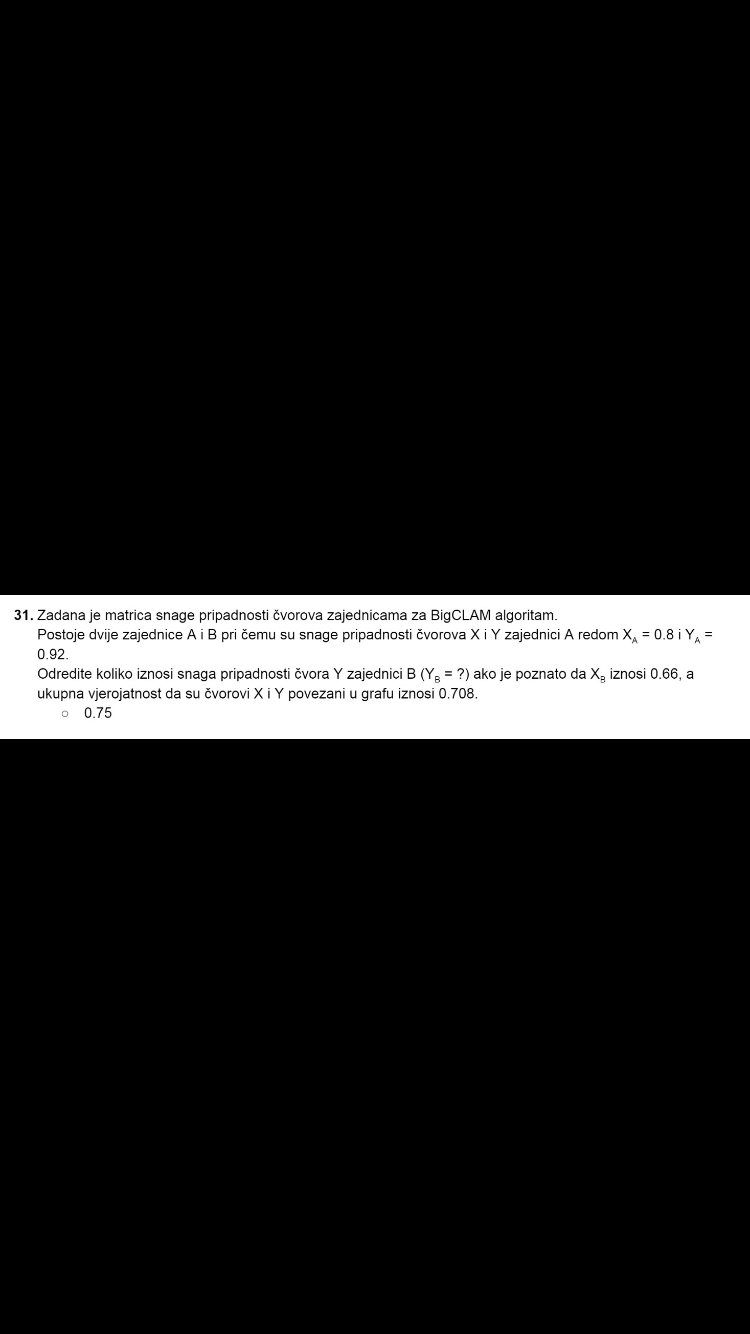 31. Zadana je matrica snage pripadnosti čvorova zajednicama za BigCLAM algoritam.
Postoje dvije zajednice A i B pri čemu su snage pripadnosti čvorova X i Y zajednici A redom X_A = 0.8 i Y_A =
0.92.
Odredite koliko iznosi snaga pripadnosti čvora Y zajednici B (Y_B = ?) ako je poznato da X_B iznosi 0.66, a
ukupna vjerojatnost da su čvorovi X i Y povezani u grafu iznosi 0.708.
○ 0.75